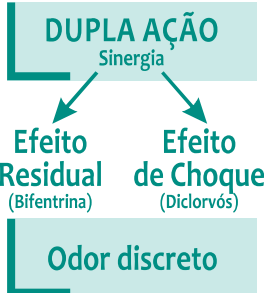 DUPLA AÇÃO
Sinergia
Efeito
Residual
(Bifentrina)
Efeito
de Choque
(Diclorvós)
Odor discreto